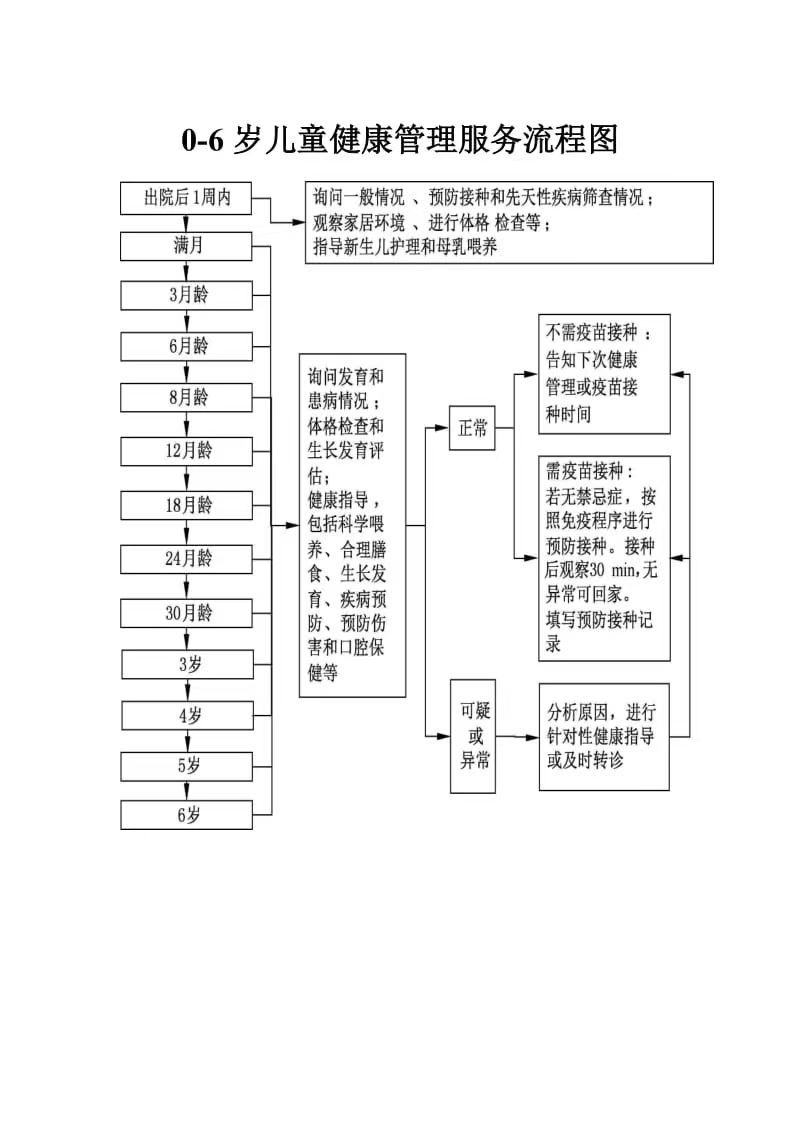 0-6 岁儿童健康管理服务流程图
出院后 1周内
询问一般情况 、预防接种和先天性疾病筛查情况；
观察家居环境 、进行体格 检查等；
指导新生儿护理和母乳喂养
满月
3月龄
6月龄
8月龄
12月龄
18月龄
24月龄
30月龄
3岁
4岁
5岁
6岁
询问发育和
患病情况；
体格检查和
生长发育评
估；
健康指导，
包括科学喂
养、合理膳
食、生长发
育、疾病预
防、预防伤
害和口腔保
健等
正常
不需疫苗接种：
告知下次健康
管理或疫苗接
种时间
需疫苗接种：
若无禁忌症，按
照免疫程序进行
预防接种。接种
后观察30 min，无
异常可回家。
填写预防接种记
录
可疑
或
异常
分析原因，进行
针对性健康指导
或及时转诊